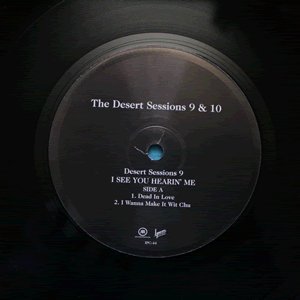 The Desert Sessions 9 & 10
Desert Sessions 9
I SEE YOU HEARIN' ME
SIDE A
1. Dead In Love
2. I Wanna Make It Wit Chu